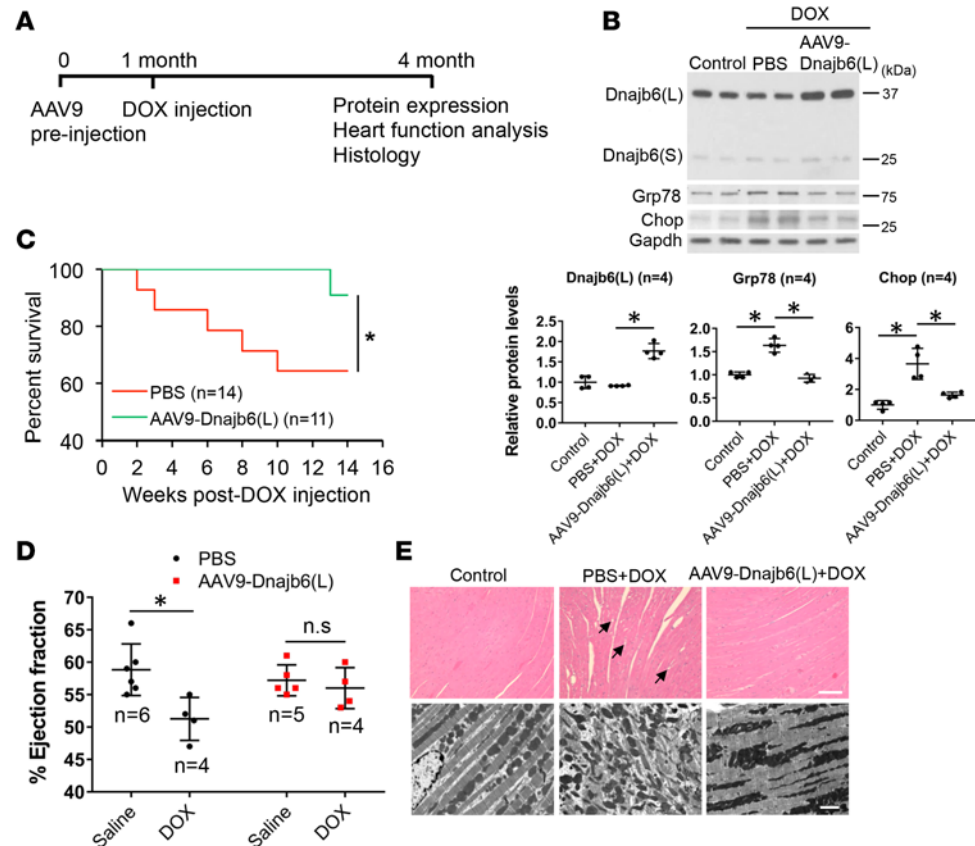 A
0 1 month 4 month
AAV9 pre-injection
DOX injection
Protein expression
Heart function analysis
Histology
B
DOX
Control PBS AAV9-Dnajb6(L) (kDa)
Dnajb6(L) 37
Dnajb6(S) 25
Grp78 75
Chop 25
Gapdh
Dnajb6(L) (n=4) Grp78 (n=4) Chop (n=4)
Relative protein levels
2.5
2.0
1.5
1.0
0.5
0.0
*
Control PBS+DOX AAV9-Dnajb6(L)+DOX
2.5
2.0
1.5
1.0
0.5
0.0
* *
Control PBS+DOX AAV9-Dnajb6(L)+DOX
8
6
4
2
0
* *
Control PBS+DOX AAV9-Dnajb6(L)+DOX
C
Percent survival
100
80
60
40
*
PBS (n=14)
AAV9-Dnajb6(L) (n=11)
0 2 4 6 8 10 12 14 16
Weeks post-DOX injection
D
PBS
AAV9-Dnajb6(L)
% Ejection fraction
70
65
60
55
50
45
40
* n.s
n=6 n=4 n=5 n=4
Saline DOX Saline DOX
E
Control PBS+DOX AAV9-Dnajb6(L)+DOX